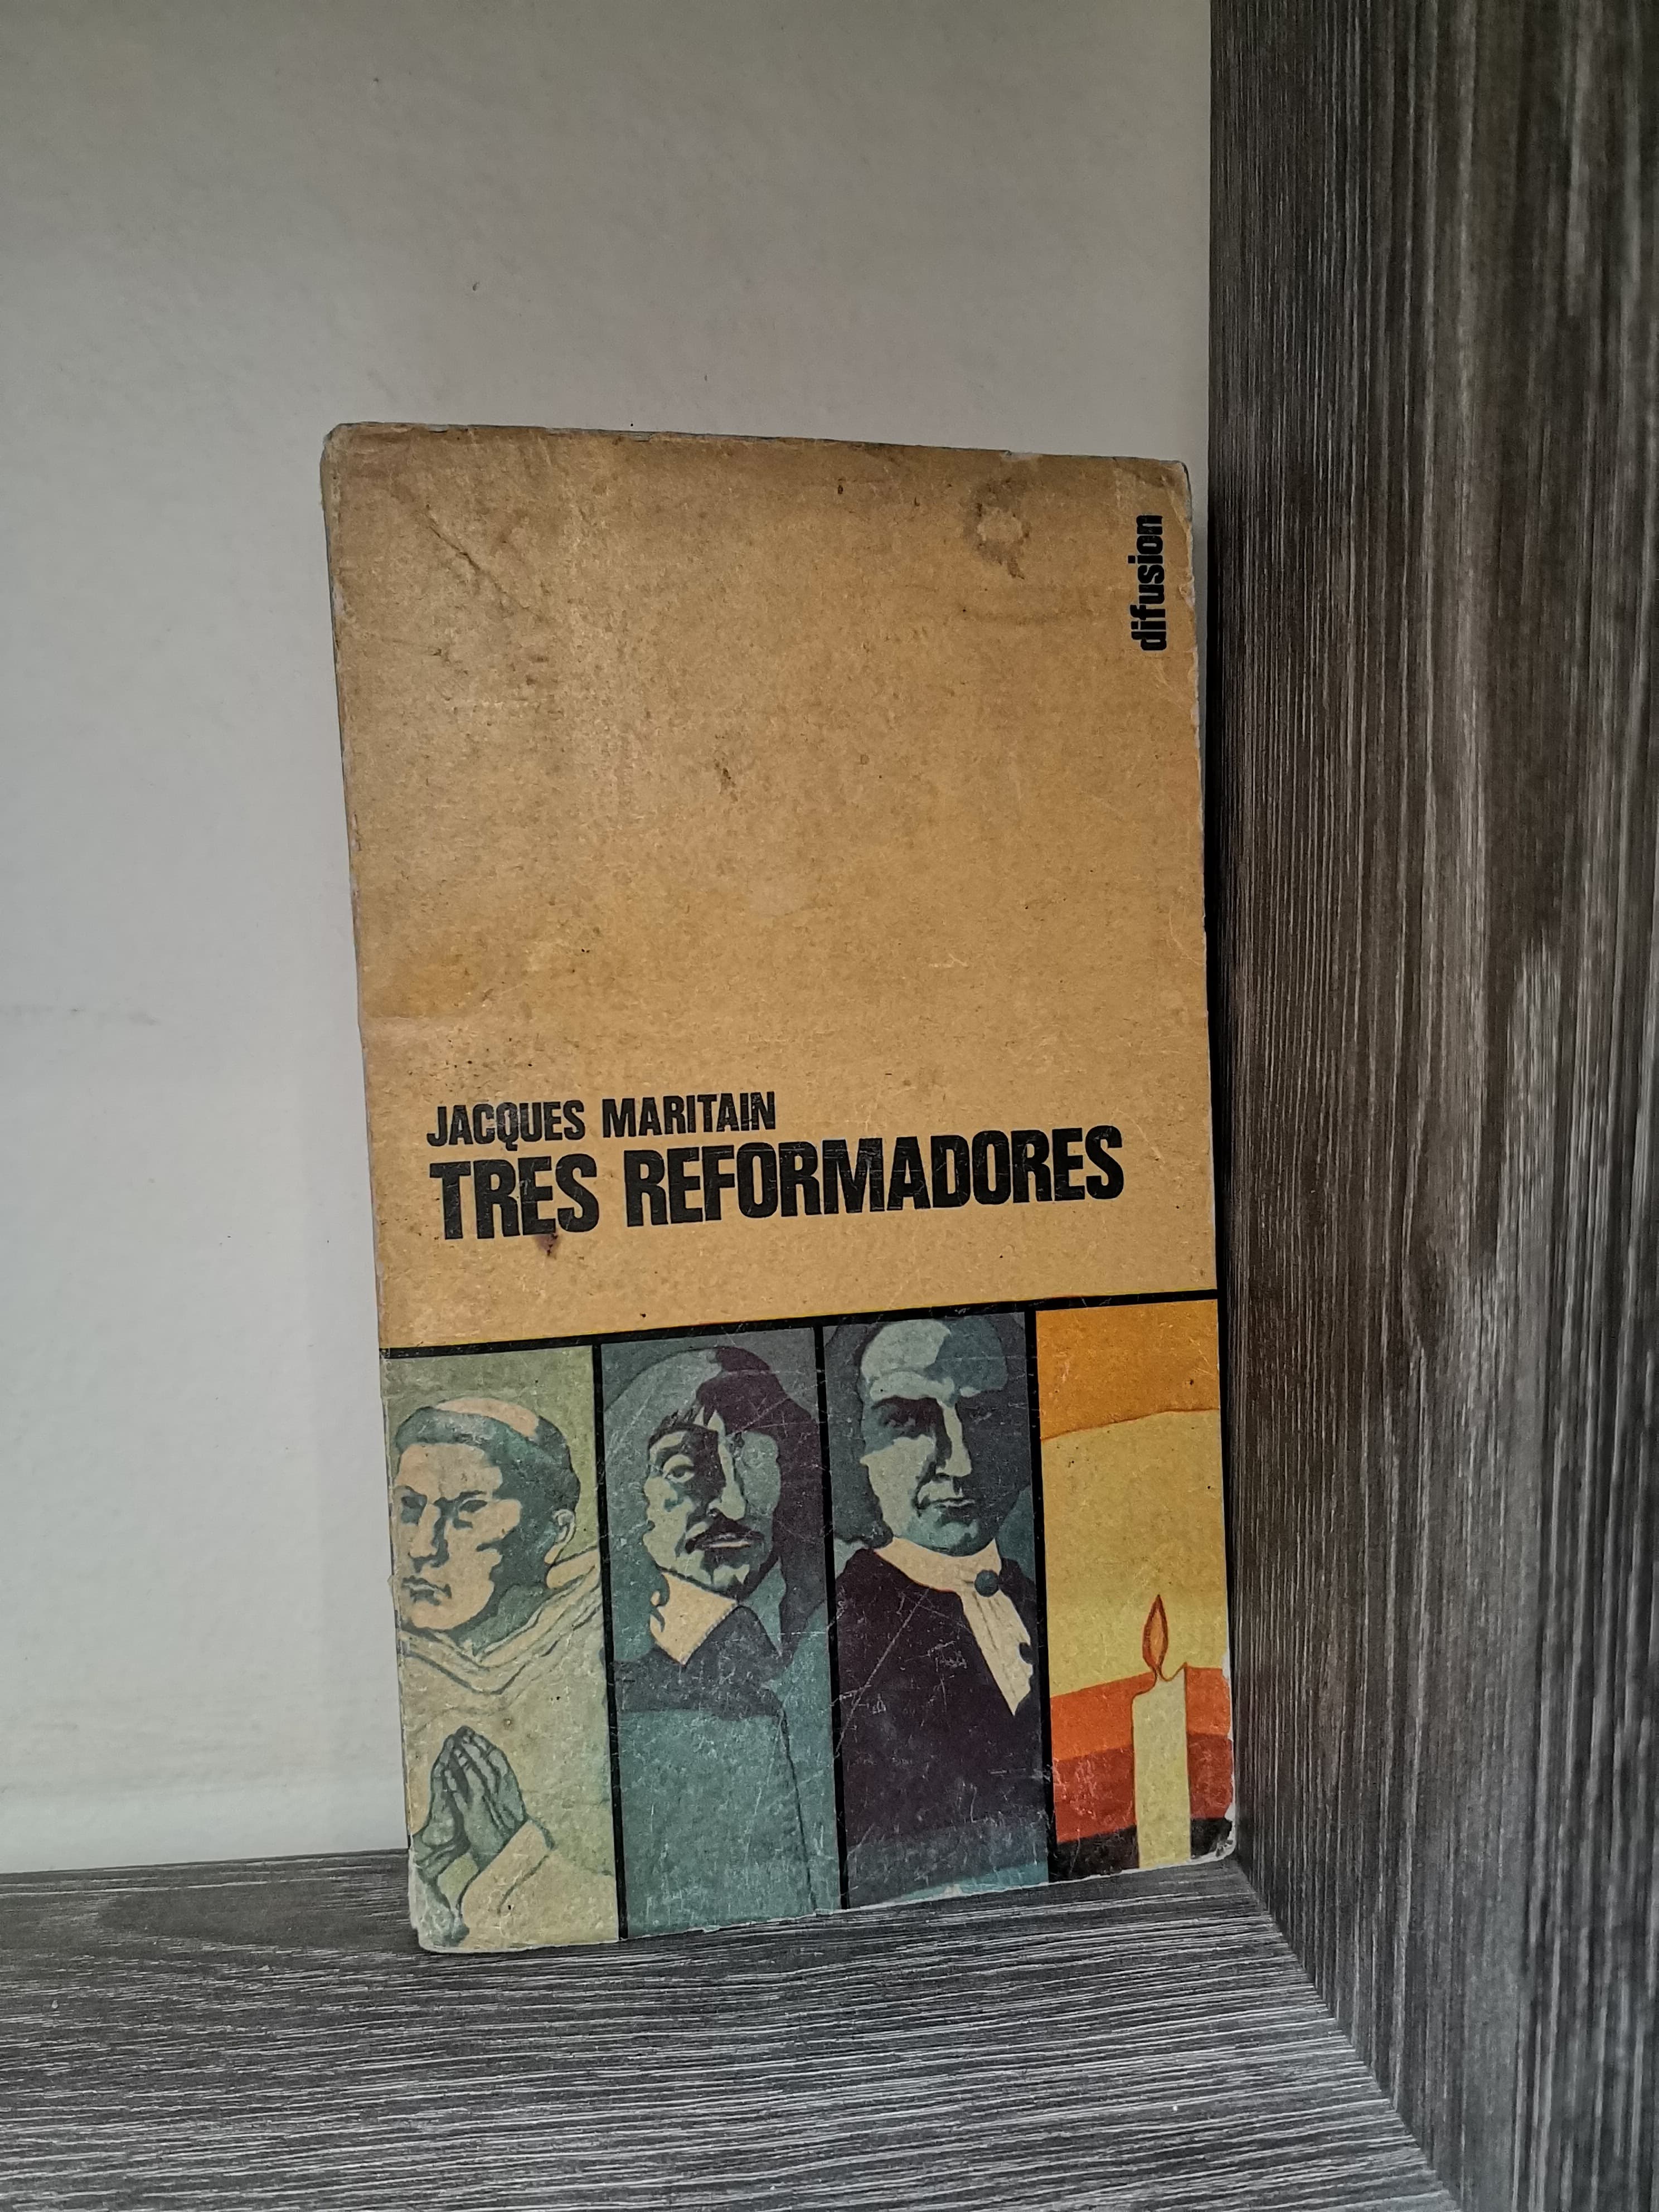 difusion
JACQUES MARITAIN
TRES REFORMADORES